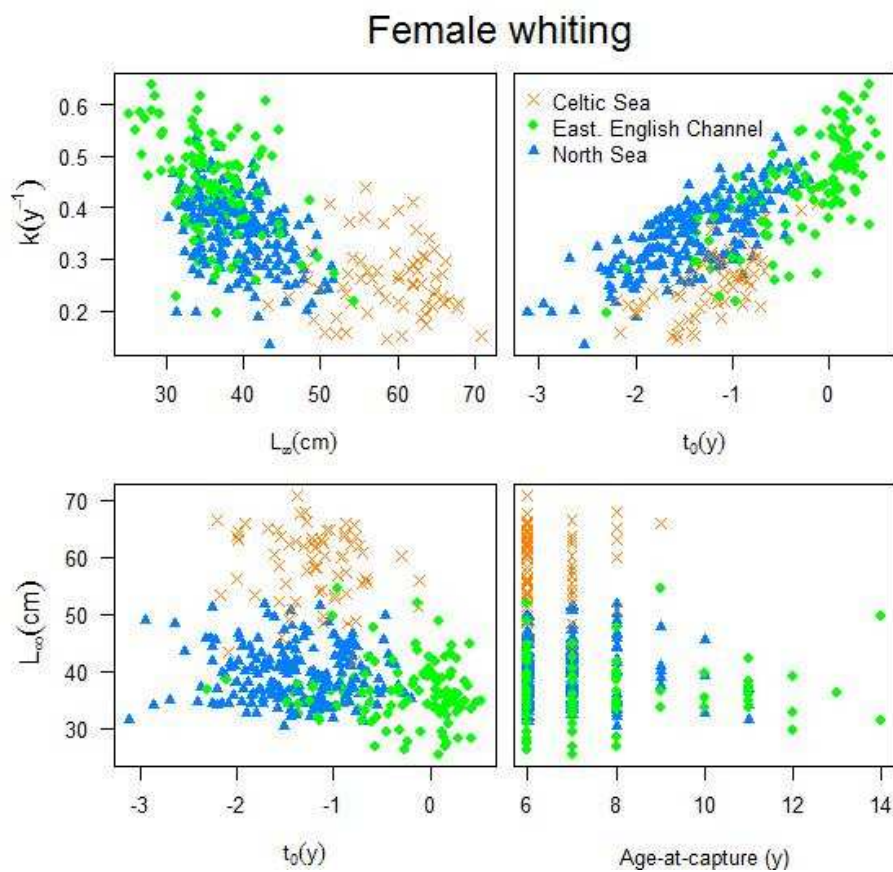 Female whiting
0.6
0.5
0.4
0.3
0.2
k(y⁻¹)
30 40 50 60 70
L∞(cm)
Celtic Sea
East. English Channel
North Sea
-3 -2 -1 0
t₀(y)
70
60
50
40
30
L∞(cm)
-3 -2 -1 0
t₀(y)
6 8 10 12 14
Age-at-capture (y)